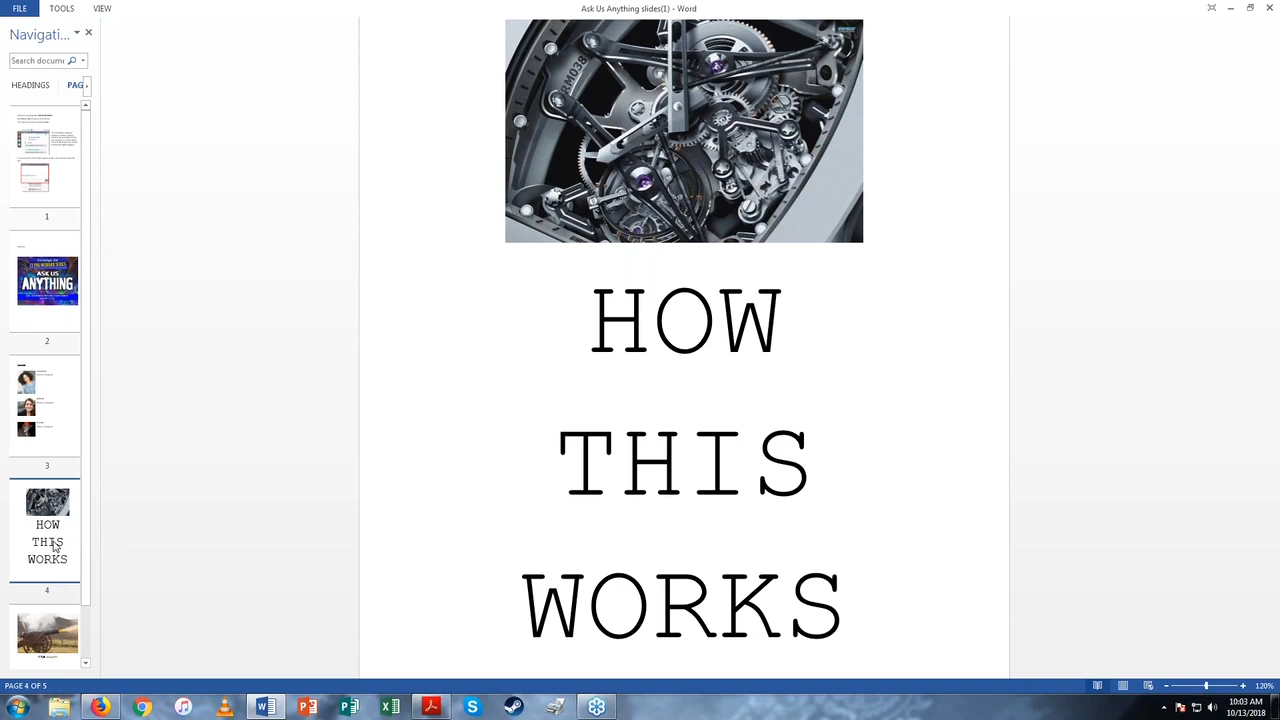 Ask Us Anything slides(1) - Word
FILE TOOLS VIEW
Navigati...
Search docume
HEADINGS PAG
1
ASK US
ANYTHING
2
3
HOW
THIS
WORKS
4
RM038
HOW
THIS
WORKS
PAGE 4 OF 5
120%
10:03 AM
10/13/2018